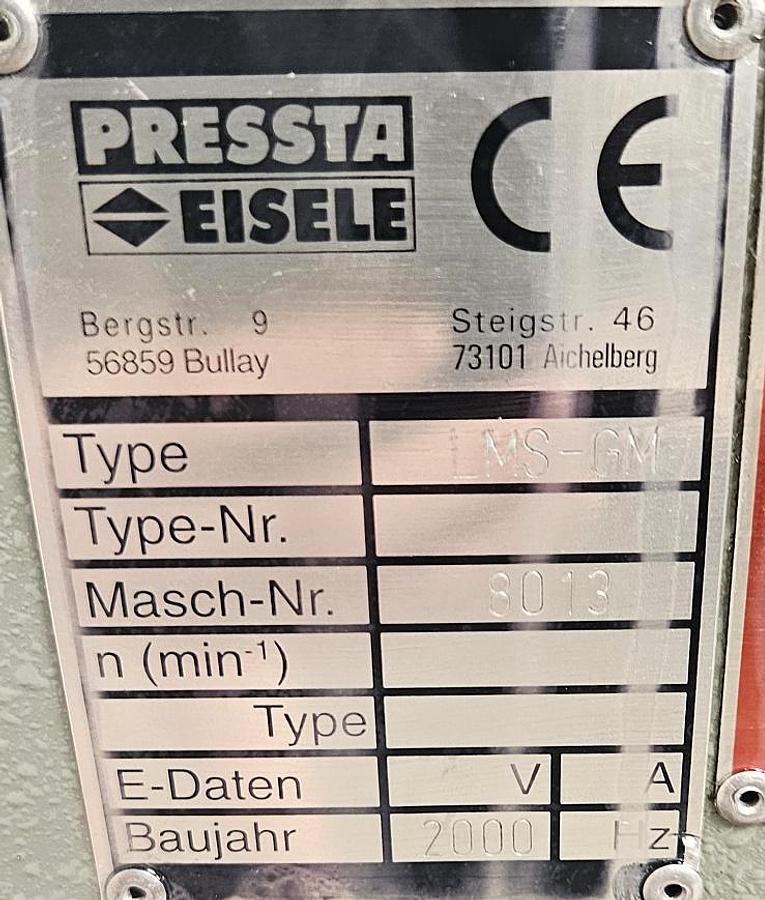 PRESSTA
EISELE
CE
Bergstr. 9
56859 Bullay
Steigstr. 46
73101 Aichelberg
Type LMS-GM
Type-Nr.
Masch-Nr. 8013
n (min-1)
Type
E-Daten V A
Baujahr 2000 Hz